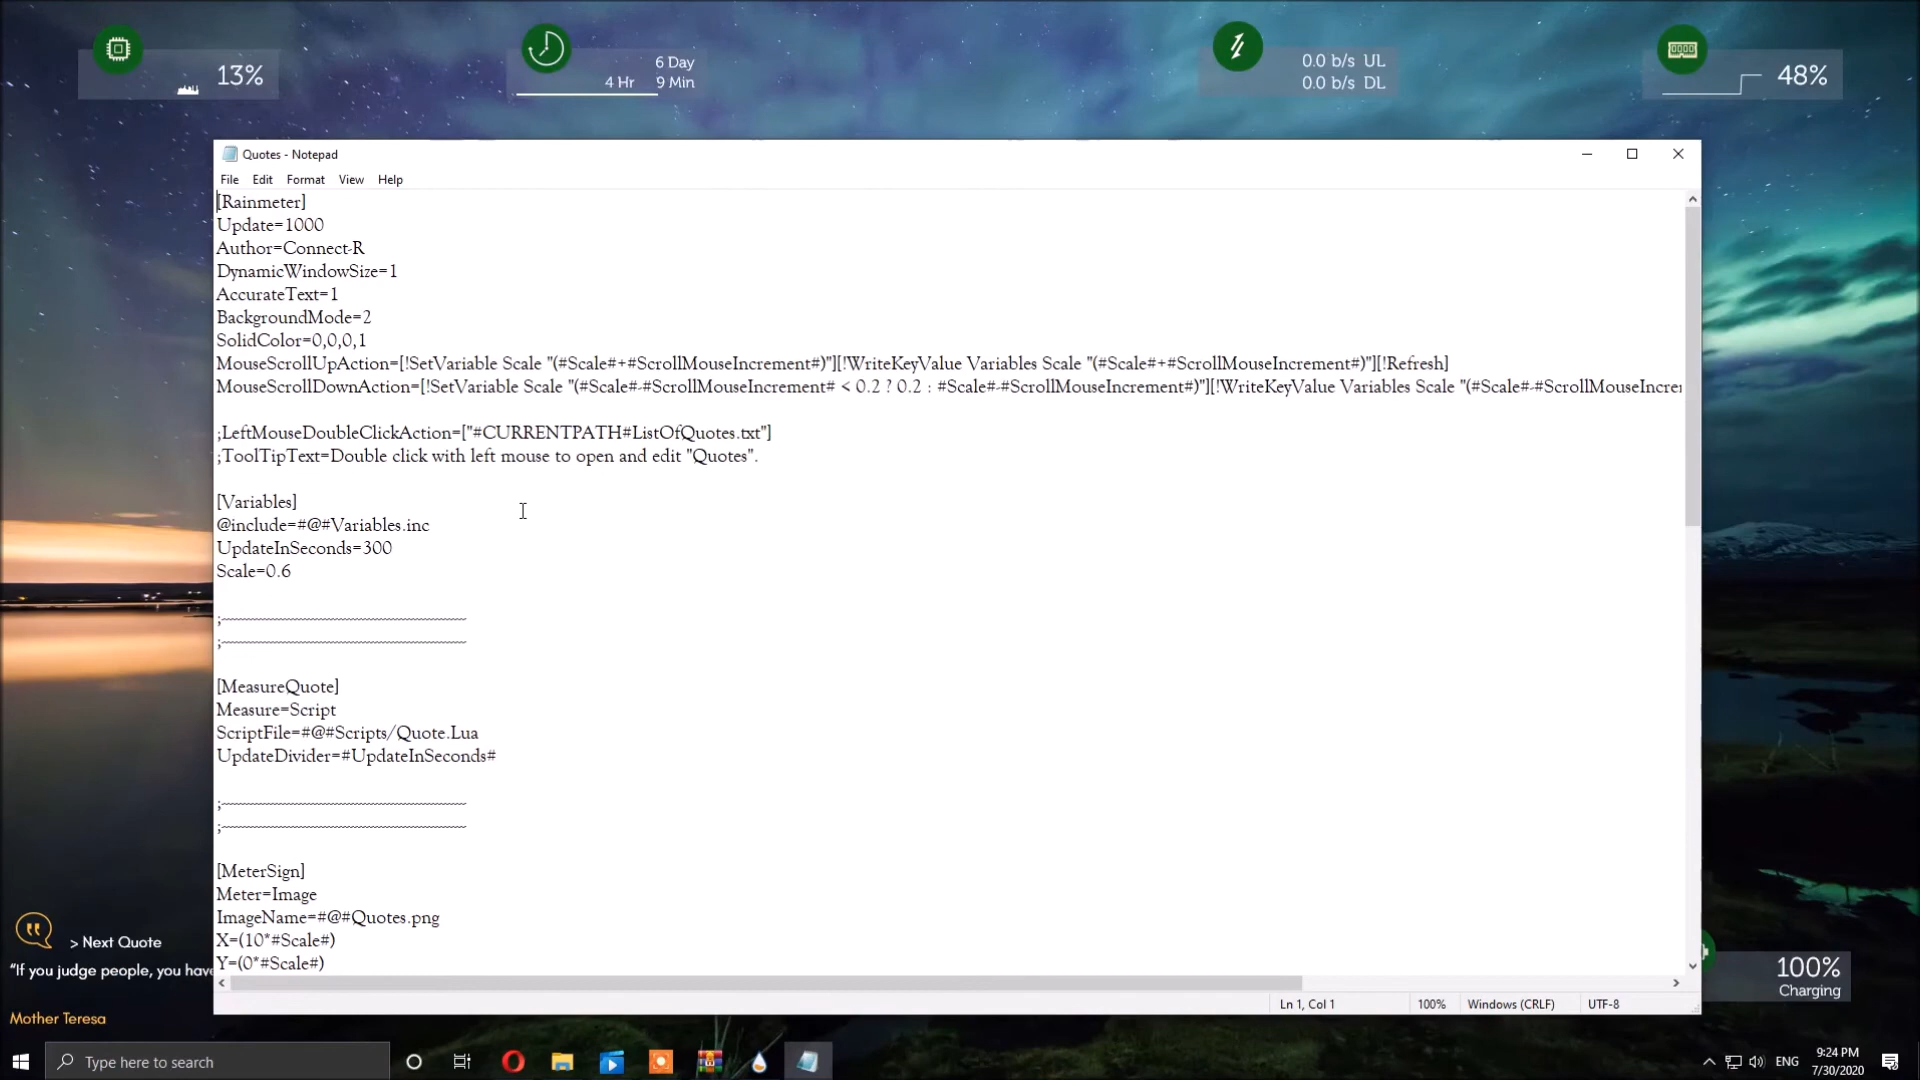 13%
6 Day
4 Hr 9 Min
0.0 b/s UL
0.0 b/s DL
48%
Quotes - Notepad
File Edit Format View Help
[Rainmeter]
Update=1000
Author=Connect-R
DynamicWindowSize=1
AccurateText=1
BackgroundMode=2
SolidColor=0,0,0,1
MouseScrollUpAction=[!SetVariable Scale "(#Scale#+#ScrollMouseIncrement#)"][!WriteKeyValue Variables Scale "(#Scale#+#ScrollMouseIncrement#)"][!Refresh]
MouseScrollDownAction=[!SetVariable Scale "(#Scale#-#ScrollMouseIncrement# < 0.2 ? 0.2 : #Scale#-#ScrollMouseIncrement#)"][!WriteKeyValue Variables Scale "(#Scale#-#ScrollMouseIncre
;LeftMouseDoubleClickAction=["#CURRENTPATH#ListOfQuotes.txt"]
;ToolTipText=Double click with left mouse to open and edit "Quotes".
[Variables]
@include=#@#Variables.inc
UpdateInSeconds=300
Scale=0.6
[MeasureQuote]
Measure=Script
ScriptFile=#@#Scripts/Quote.Lua
UpdateDivider=#UpdateInSeconds#
[MeterSign]
Meter=Image
ImageName=#@#Quotes.png
X=(10*#Scale#)
Y=(0*#Scale#)
Ln 1, Col 1 100% Windows (CRLF) UTF-8
> Next Quote
“If you judge people, you have
Mother Teresa
100%
Charging
Type here to search
ENG
9:24 PM
7/30/2020